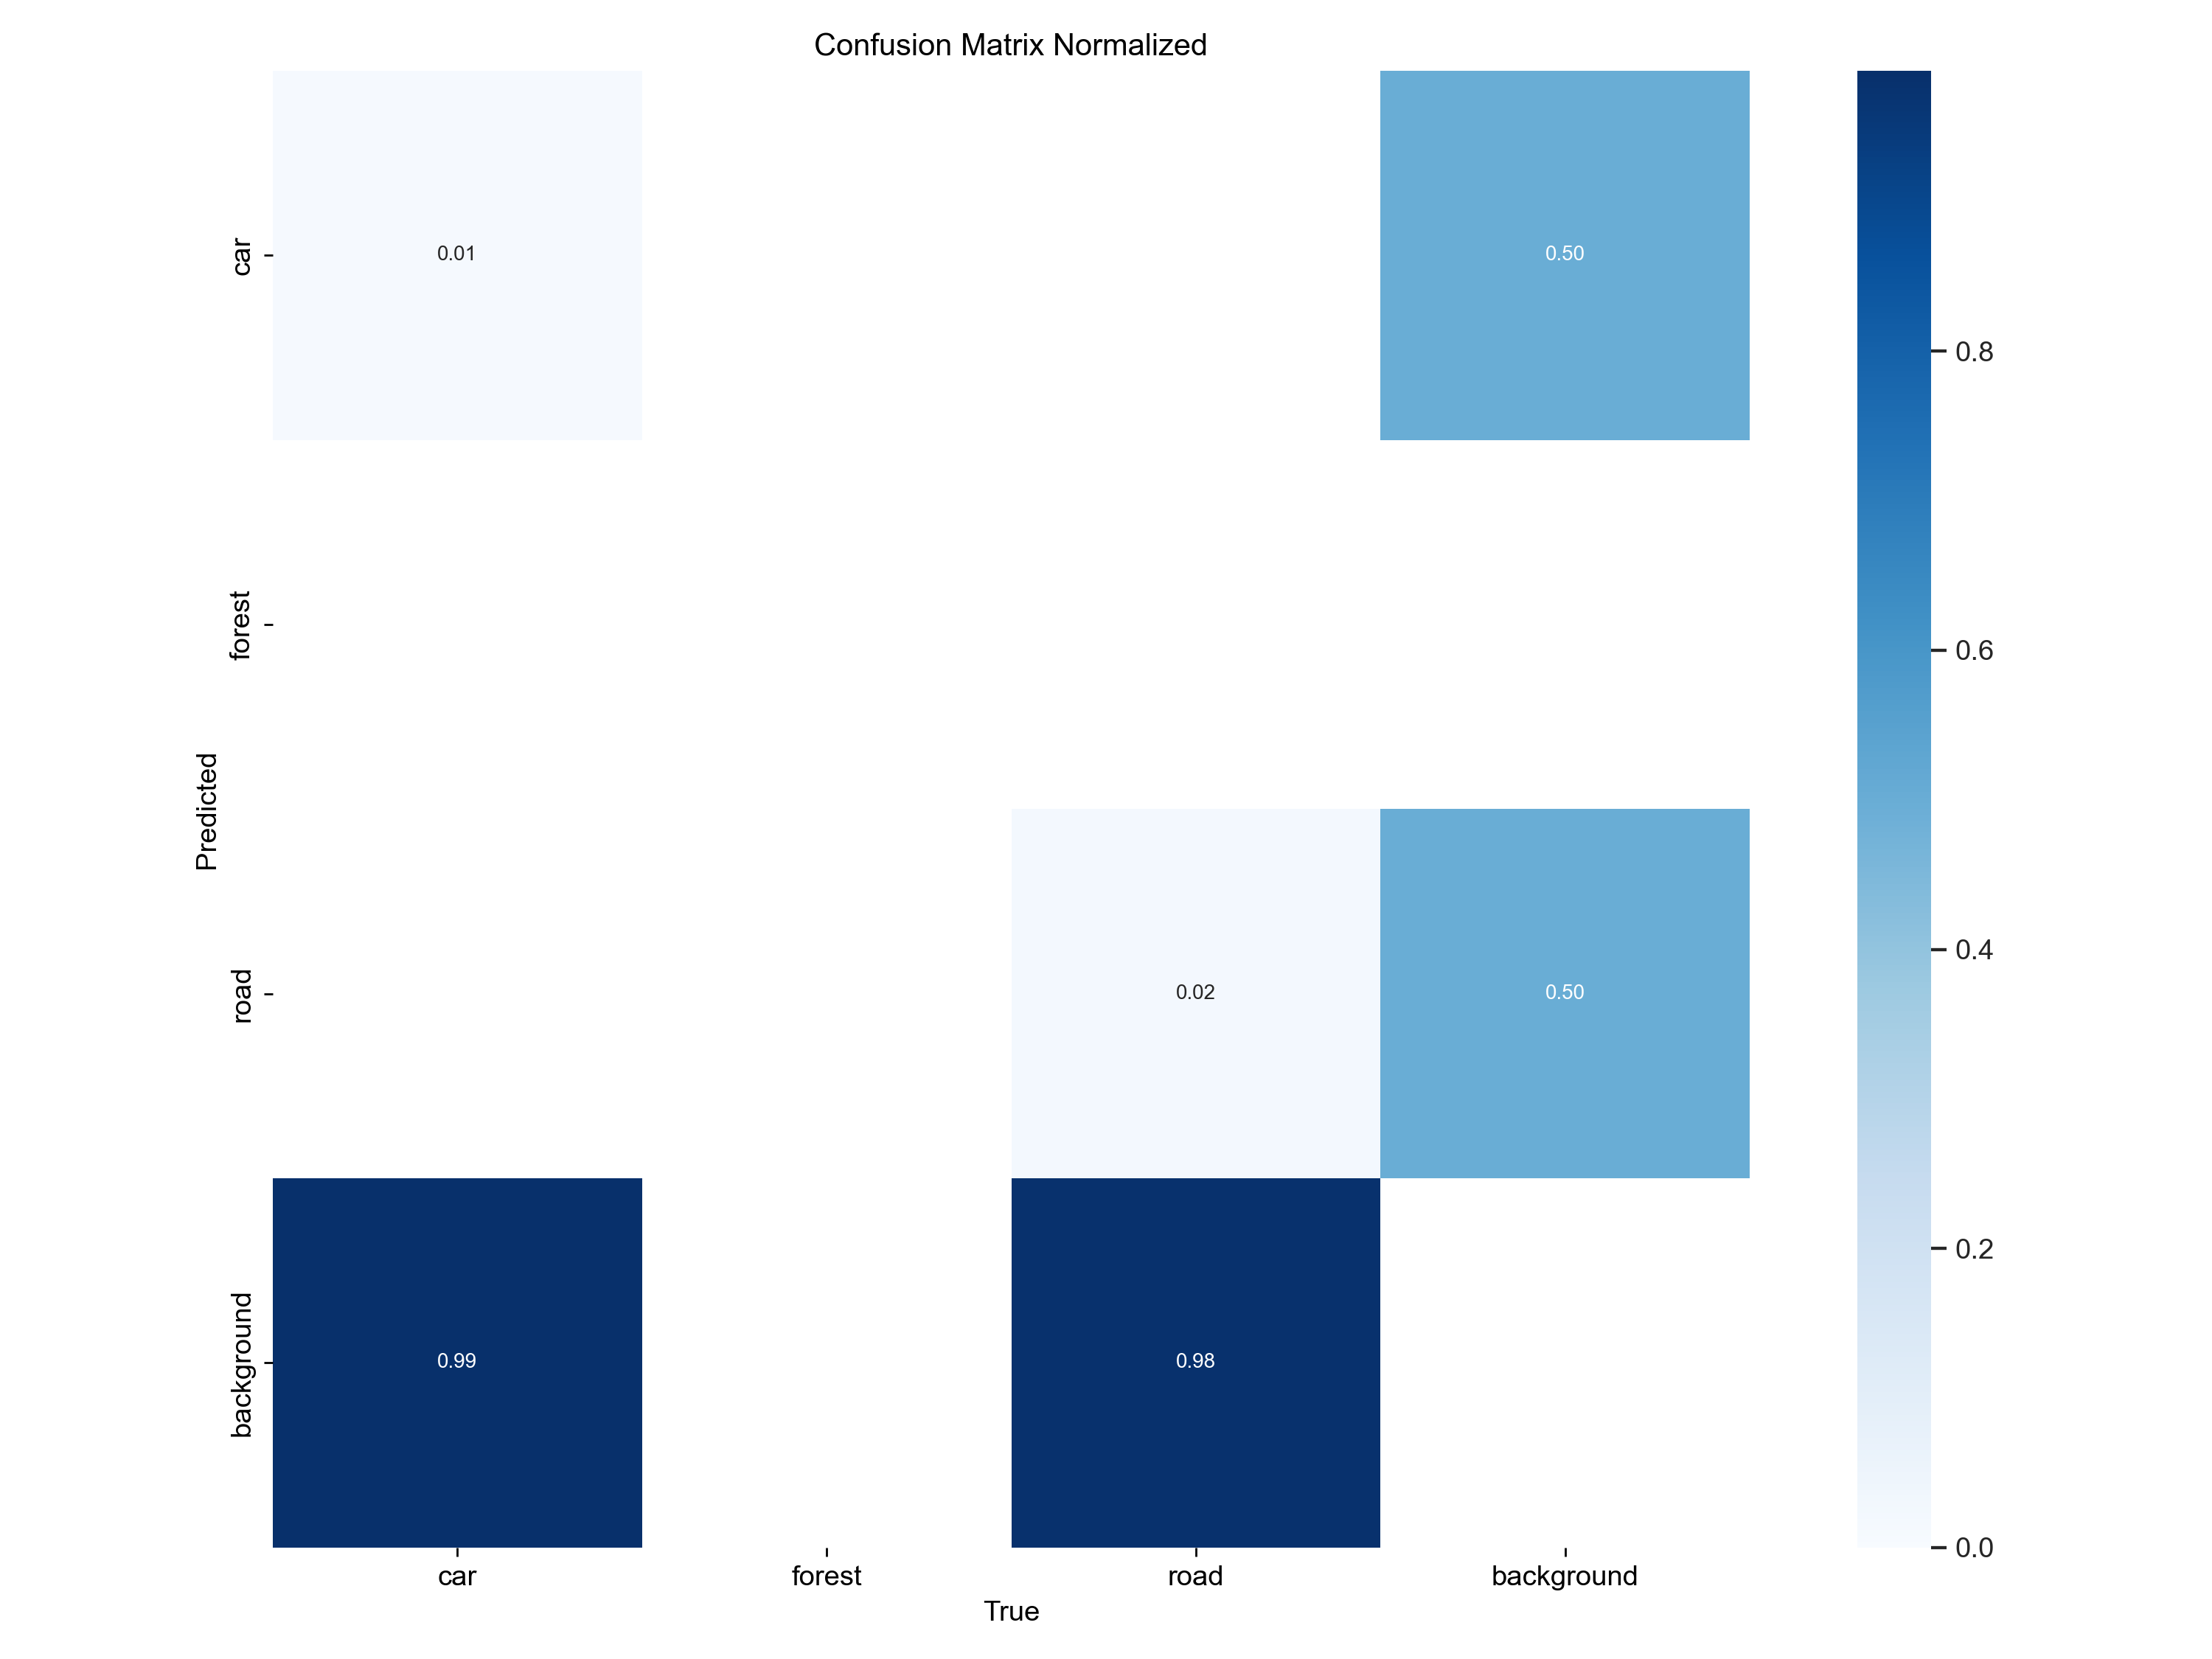 Confusion Matrix Normalized
car
0.01
0.50
0.8
forest
0.6
Predicted
road
0.02
0.50
0.4
background
0.99
0.98
0.2
0.0
car
forest
road
background
True